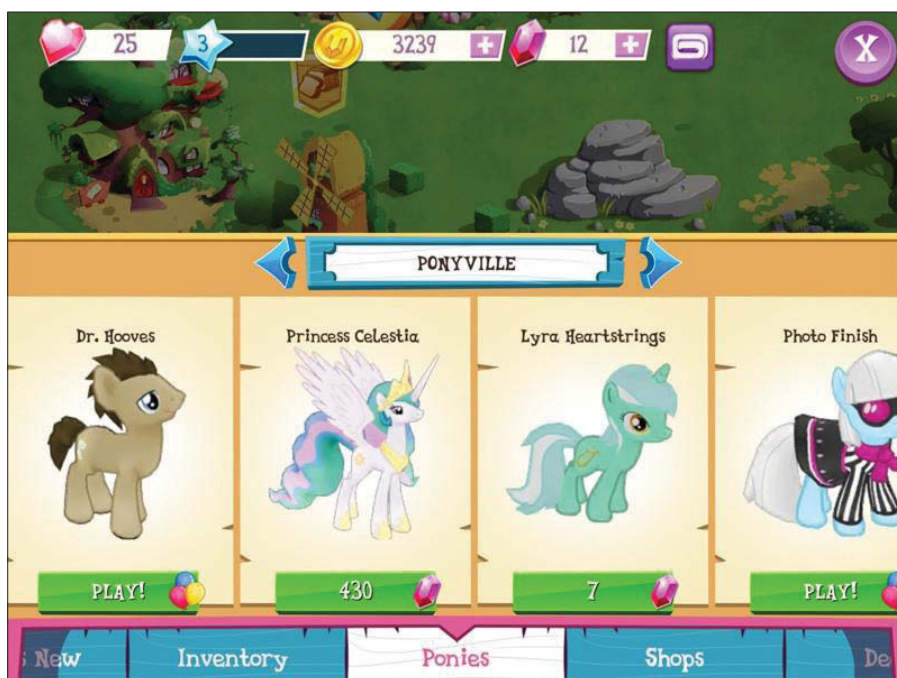 25 3 3239 + 12 + X
PONYVILLE
Dr. Hooves Princess Celestia Lyra Heartstrings Photo Finish
PLAY! 430 7 PLAY!
s New Inventory Ponies Shops De